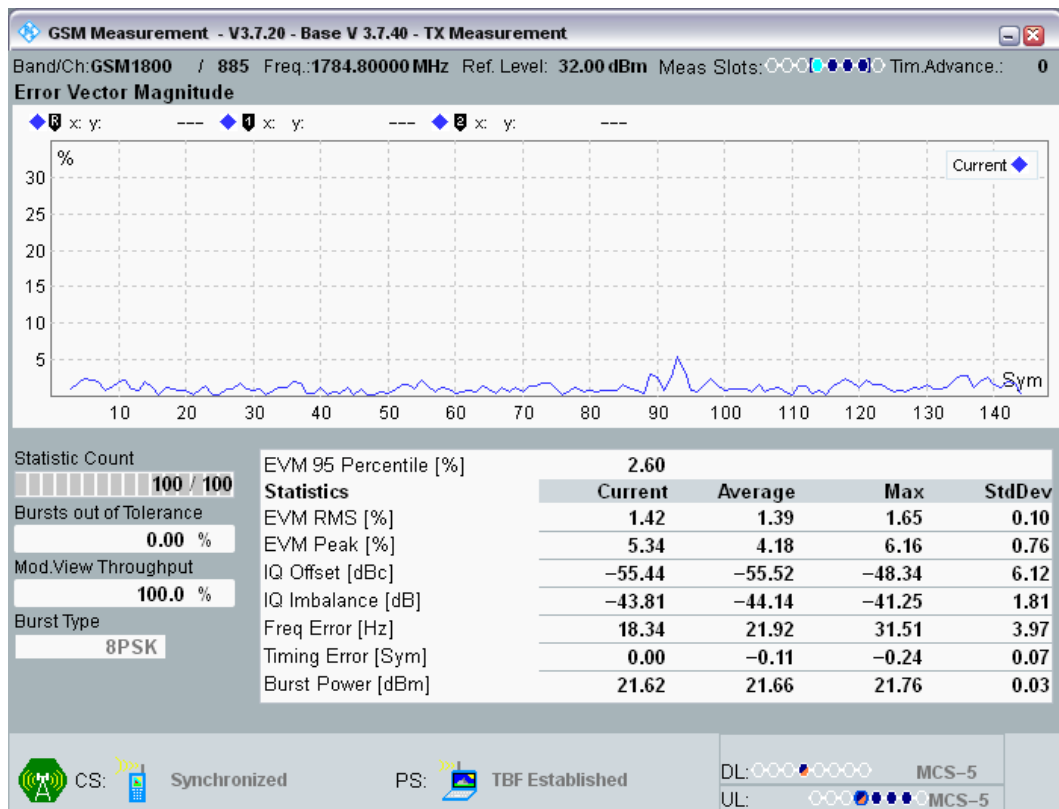 GSM Measurement - V3.7.20 - Base V 3.7.40 - TX Measurement
Band/Ch:GSM1800 / 885 Freq.:1784.80000 MHz Ref. Level: 32.00 dBm Meas Slots: Tim.Advance.: 0
Error Vector Magnitude
R x: y: --- 1 x: y: --- 2 x: y: ---
%
Current
30
25
20
15
10
5
Sym
10 20 30 40 50 60 70 80 90 100 110 120 130 140
Statistic Count
100 / 100
Bursts out of Tolerance
0.00 %
Mod.View Throughput
100.0 %
Burst Type
8PSK
EVM 95 Percentile [%] 2.60
Statistics Current Average Max StdDev
EVM RMS [%] 1.42 1.39 1.65 0.10
EVM Peak [%] 5.34 4.18 6.16 0.76
IQ Offset [dBc] −55.44 −55.52 −48.34 6.12
IQ Imbalance [dB] −43.81 −44.14 −41.25 1.81
Freq Error [Hz] 18.34 21.92 31.51 3.97
Timing Error [Sym] 0.00 −0.11 −0.24 0.07
Burst Power [dBm] 21.62 21.66 21.76 0.03
CS: Synchronized PS: TBF Established
DL: MCS−5
UL: MCS−5